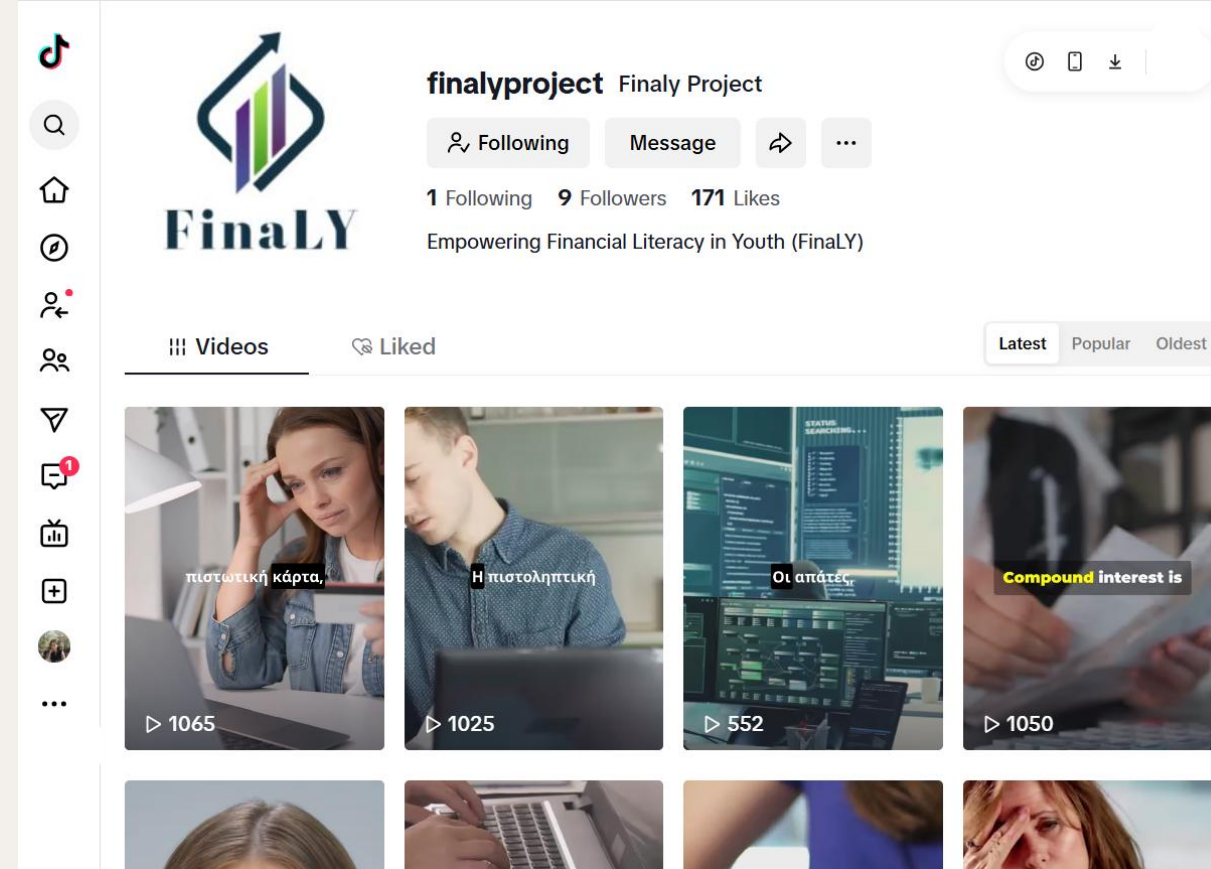 FinaLY
finalyproject Finaly Project
Following Message
1 Following 9 Followers 171 Likes
Empowering Financial Literacy in Youth (FinaLY)
1
Videos Liked
Latest Popular Oldest
πιστωτική κάρτα,
1065
Η πιστοληπτική
1025
STATUS
SEARCHING...
Οι απάτες,
552
Compound interest is
1050